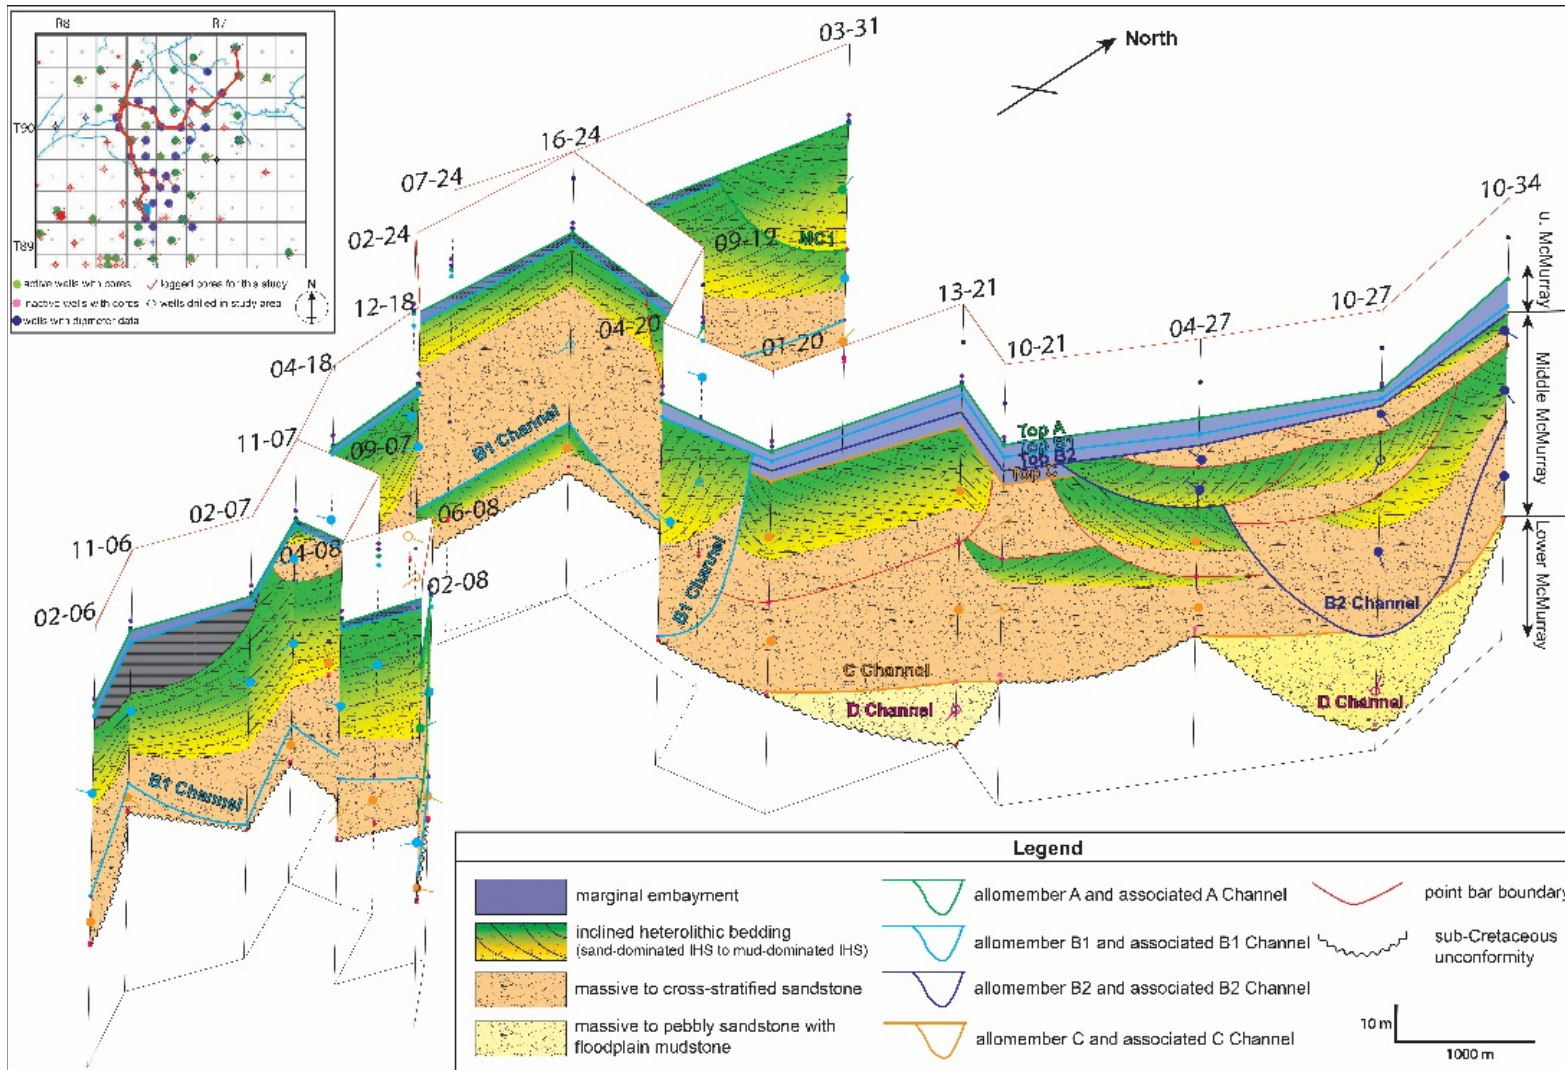 R8
R7
T90
T89
active wells with cores
logged cores for this study
inactive wells with cores
wells drilled in study area
wells with dipmeter data
N
North
03-31
16-24
07-24
02-24
12-18
04-18
11-07
02-07
11-06
02-06
09-07
04-08
06-08
02-08
04-20
09-19
01-20
13-21
10-21
04-27
10-27
10-34
MC1
B1 Channel
B1 Channel
B1 Channel
Top A
Top B1
Top B2
Top C
C Channel
D Channel
B2 Channel
D Channel
u. McMurray
Middle McMurray
Lower McMurray
Legend
marginal embayment
inclined heterolithic bedding
(sand-dominated IHS to mud-dominated IHS)
massive to cross-stratified sandstone
massive to pebbly sandstone with
floodplain mudstone
allomember A and associated A Channel
allomember B1 and associated B1 Channel
allomember B2 and associated B2 Channel
allomember C and associated C Channel
point bar boundary
sub-Cretaceous
unconformity
10 m
1000 m